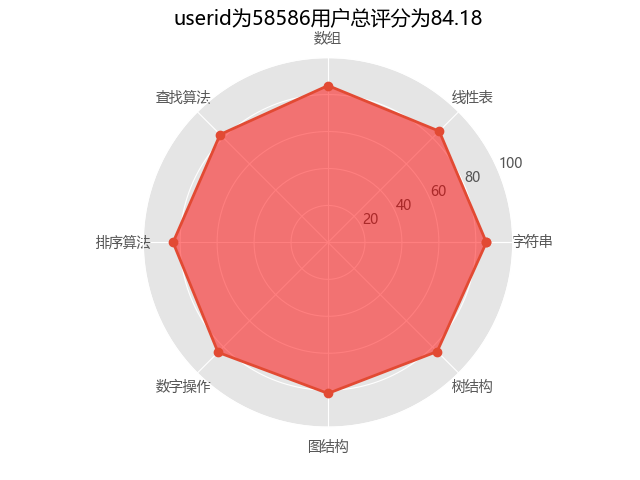 userid为58586用户总评分为84.18
数组
查找算法
线性表
100
80
60
40
20
排序算法
字符串
数字操作
树结构
图结构